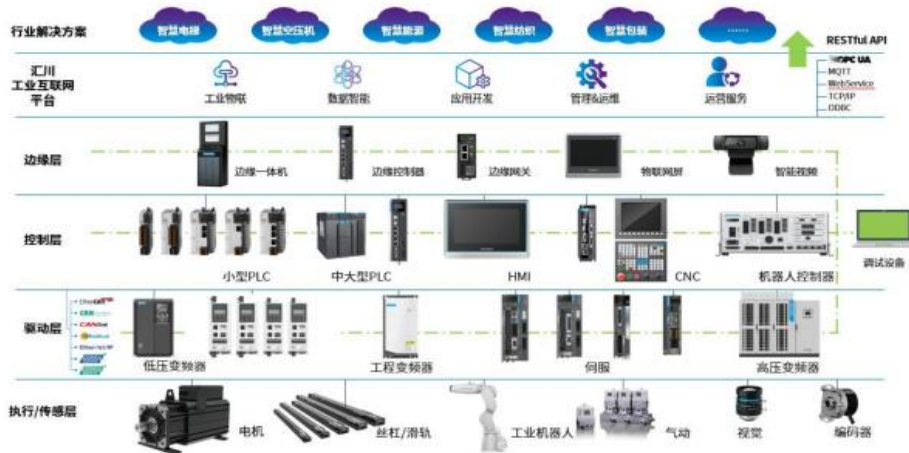 行业解决方案
智慧电梯
智慧空压机
智慧能源
智慧纺织
智慧包装
......
RESTful API
OPC UA
MQTT
WebService
TCP/IP
ODBC
汇川
工业互联网
平台
工业物联
数据智能
应用开发
管理&运维
运营服务
边缘层
边缘一体机
边缘控制器
边缘网关
物联网屏
智能视频
控制层
小型PLC
中大型PLC
HMI
CNC
机器人控制器
调试设备
驱动层
CANopen
EtherNet/IP
低压变频器
工程变频器
伺服
高压变频器
执行/传感层
电机
丝杠/滑轨
工业机器人
气动
视觉
编码器